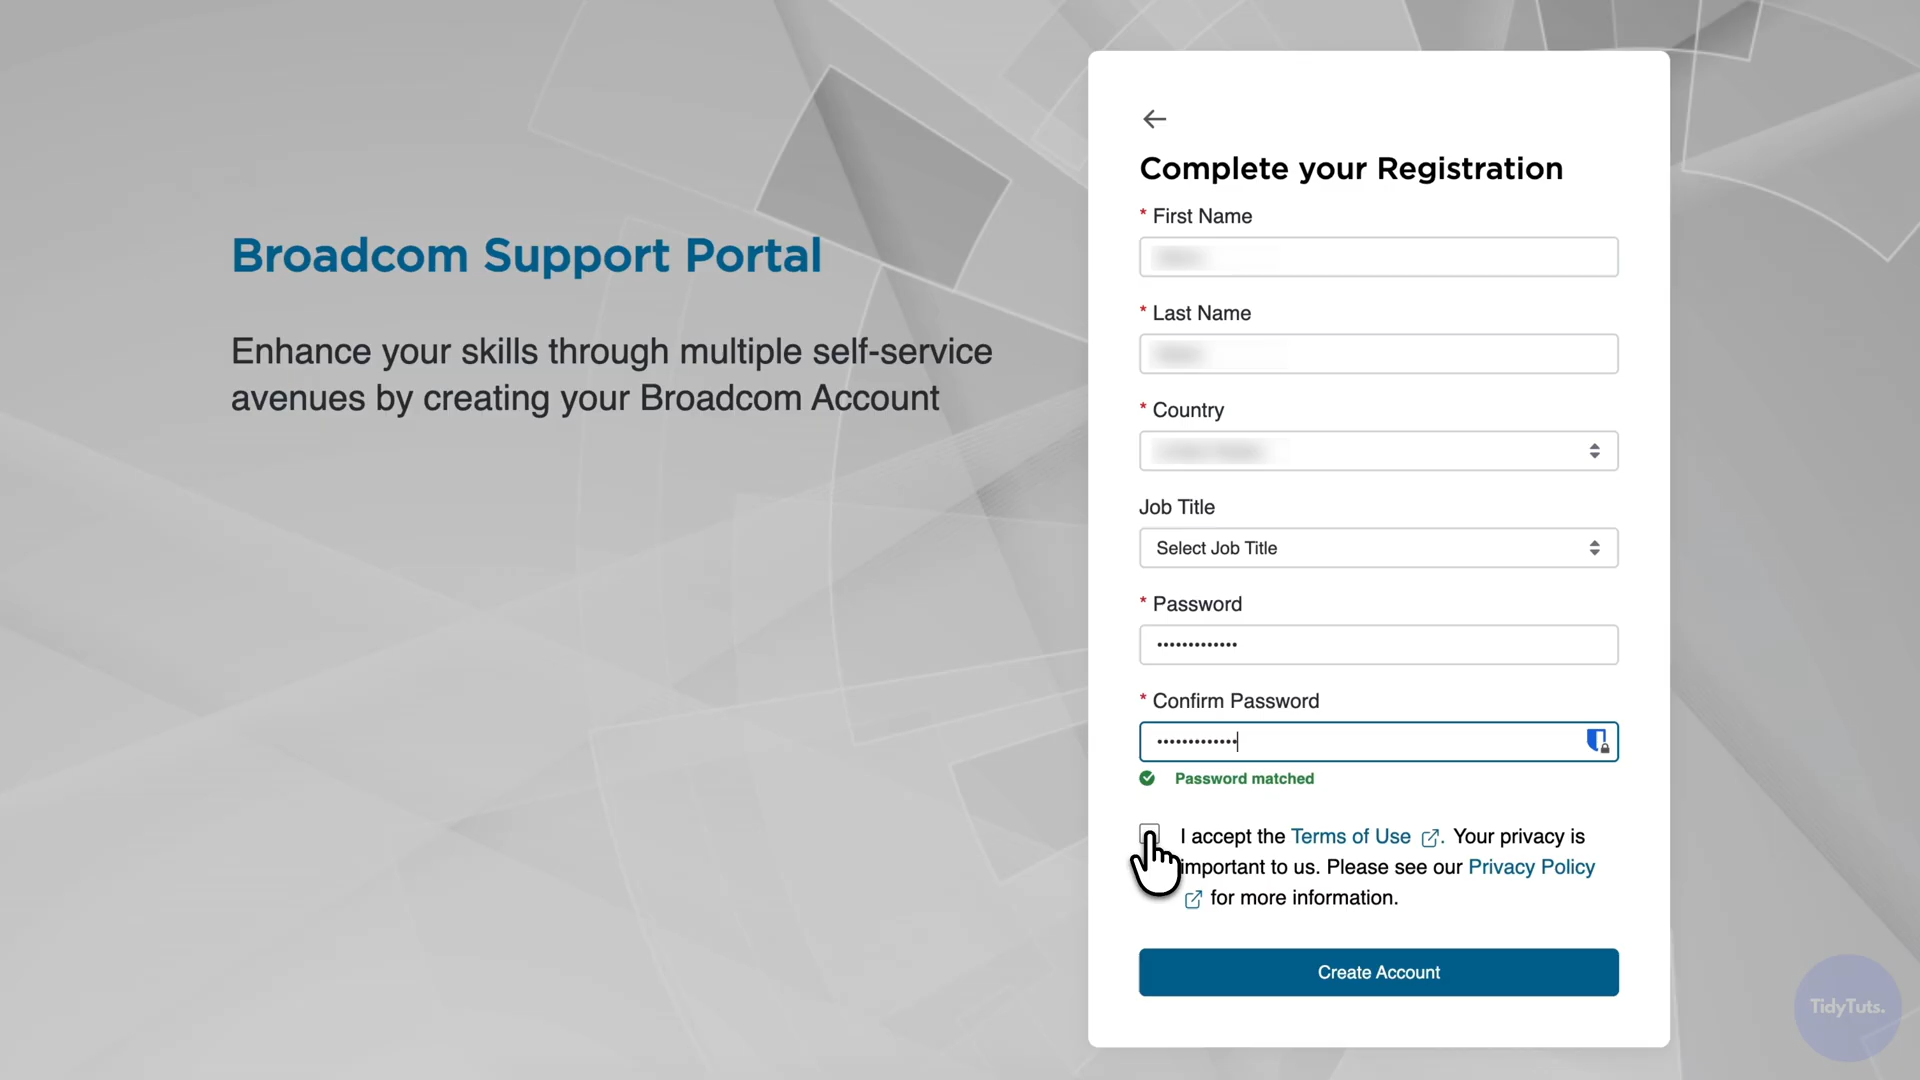 Broadcom Support Portal
Enhance your skills through multiple self-service
avenues by creating your Broadcom Account
Complete your Registration
* First Name
* Last Name
* Country
Job Title
Select Job Title
* Password
•••••••••••••
* Confirm Password
•••••••••••••
Password matched
I accept the Terms of Use . Your privacy is
important to us. Please see our Privacy Policy
for more information.
Create Account
TidyTuts.